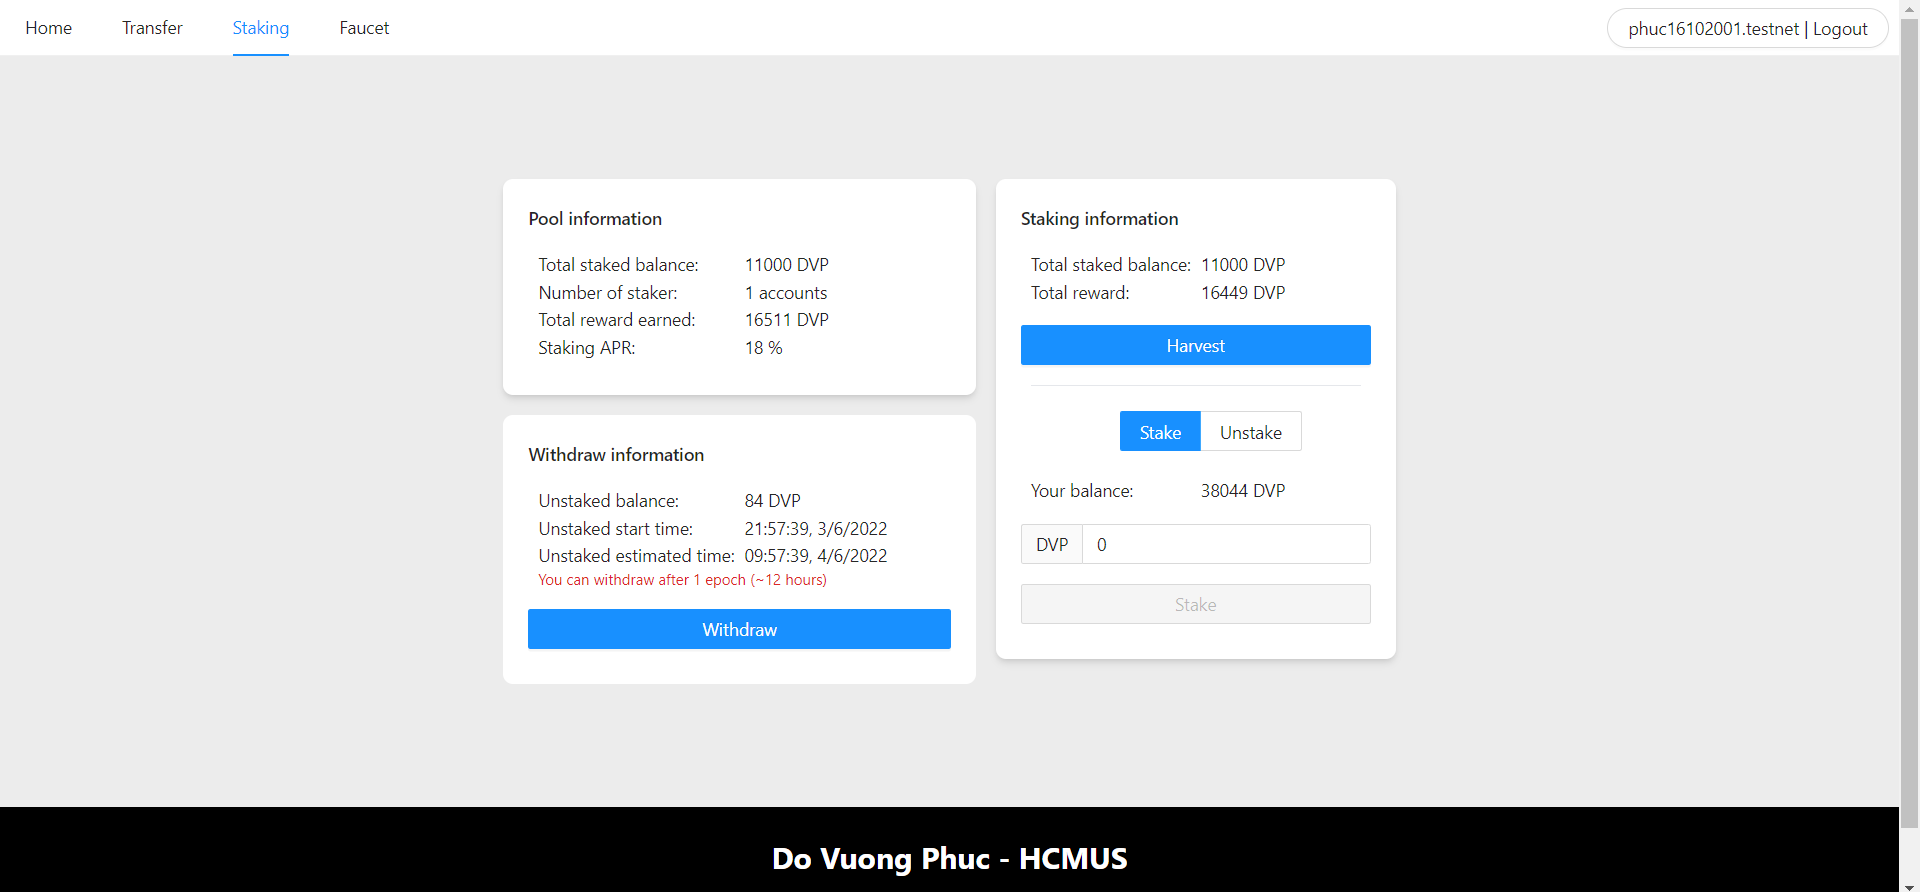 Home Transfer Staking Faucet phuc16102001.testnet | Logout
Pool information
Total staked balance: 11000 DVP
Number of staker: 1 accounts
Total reward earned: 16511 DVP
Staking APR: 18 %
Withdraw information
Unstaked balance: 84 DVP
Unstaked start time: 21:57:39, 3/6/2022
Unstaked estimated time: 09:57:39, 4/6/2022
You can withdraw after 1 epoch (~12 hours)
Withdraw
Staking information
Total staked balance: 11000 DVP
Total reward: 16449 DVP
Harvest
Stake Unstake
Your balance: 38044 DVP
DVP 0
Stake
Do Vuong Phuc - HCMUS